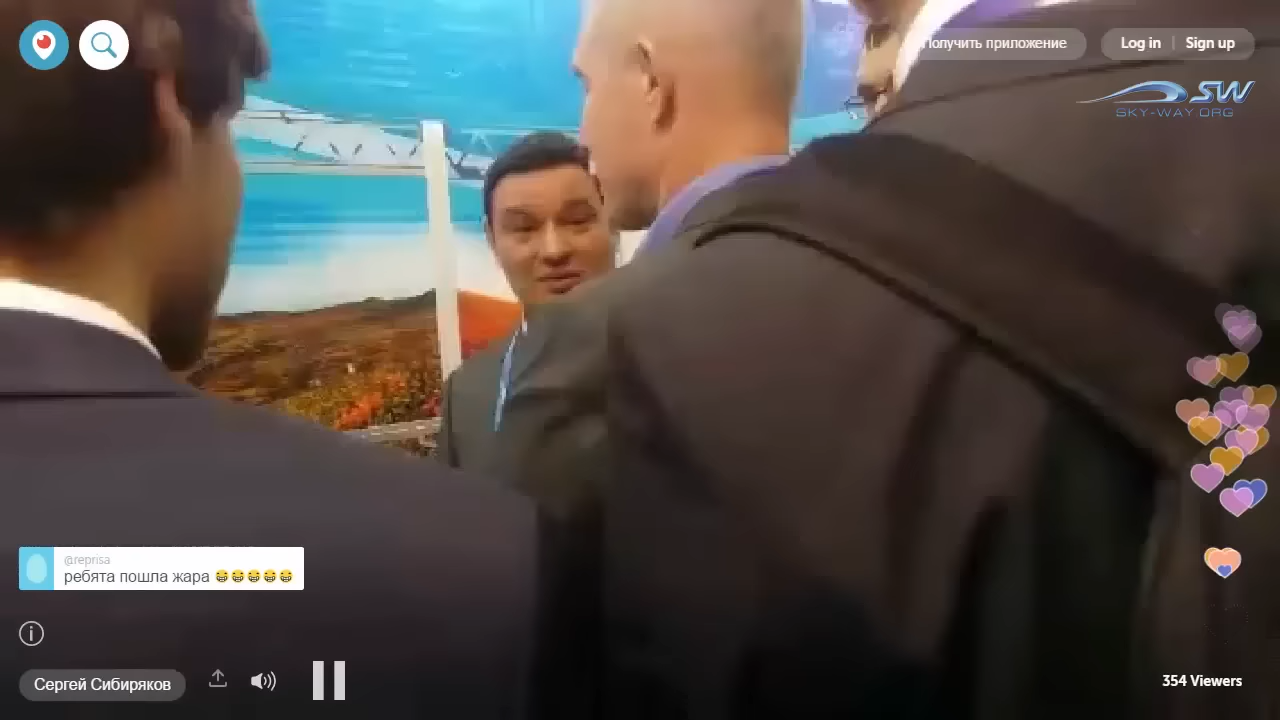 Получить приложение
Log in
Sign up
SW
SKY-WAY.ORG
@reprisa
ребята пошла жара 😂😂😂😂😂
Сергей Сибиряков
354 Viewers